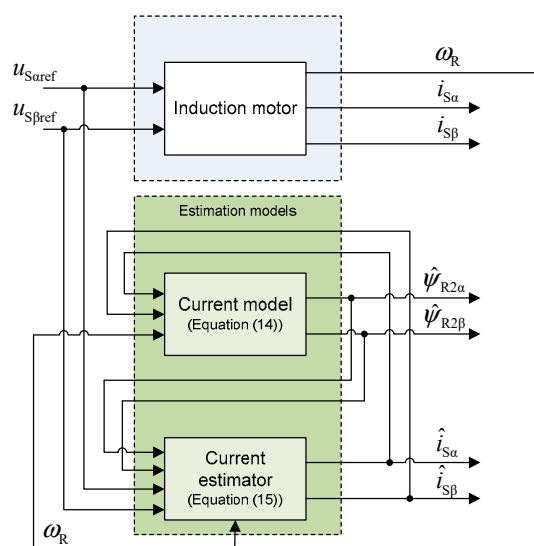 u_Sαref
u_Sβref
Induction motor
ω_R
i_Sα
i_Sβ
Estimation models
Current model
(Equation (14))
ψ̂_R2α
ψ̂_R2β
Current
estimator
(Equation (15))
î_Sα
î_Sβ
ω_R